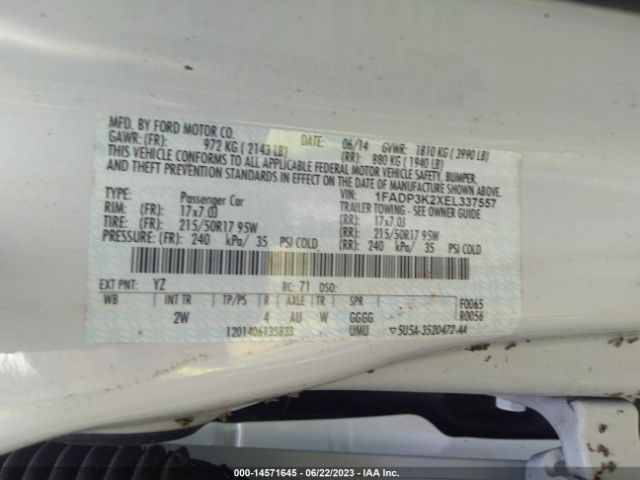 MFD. BY FORD MOTOR CO.
DATE: 06/14 GVWR: 1810 KG ( 3990 LB)
GAWR: (FR): 972 KG ( 2143 LB) (RR): 880 KG ( 1940 LB)
THIS VEHICLE CONFORMS TO ALL APPLICABLE FEDERAL MOTOR VEHICLE SAFETY, BUMPER,
AND THEFT PREVENTION STANDARDS IN EFFECT ON THE DATE OF MANUFACTURE SHOWN ABOVE
VIN: 1FADP3K2XEL337557
TYPE: Passenger Car TRAILER TOWING - SEE OWNER GUIDE
RIM: (FR): 17x7.0J (RR): 17x7.0J
TIRE: (FR): 215/50R17 95W (RR): 215/50R17 95W
PRESSURE: (FR): 240 kPa/ 35 PSI COLD (RR): 240 kPa/ 35 PSI COLD
EXT PNT: YZ RC: 71 DSO:
WB INT TR TP/PS R AXLE TR SPR F0065
2W 4 AU W GGGG R0056
1201406135833 UMU ▽5U5A-3520472-AA
000-14571645 / 06/22/2023 - IAA Inc.